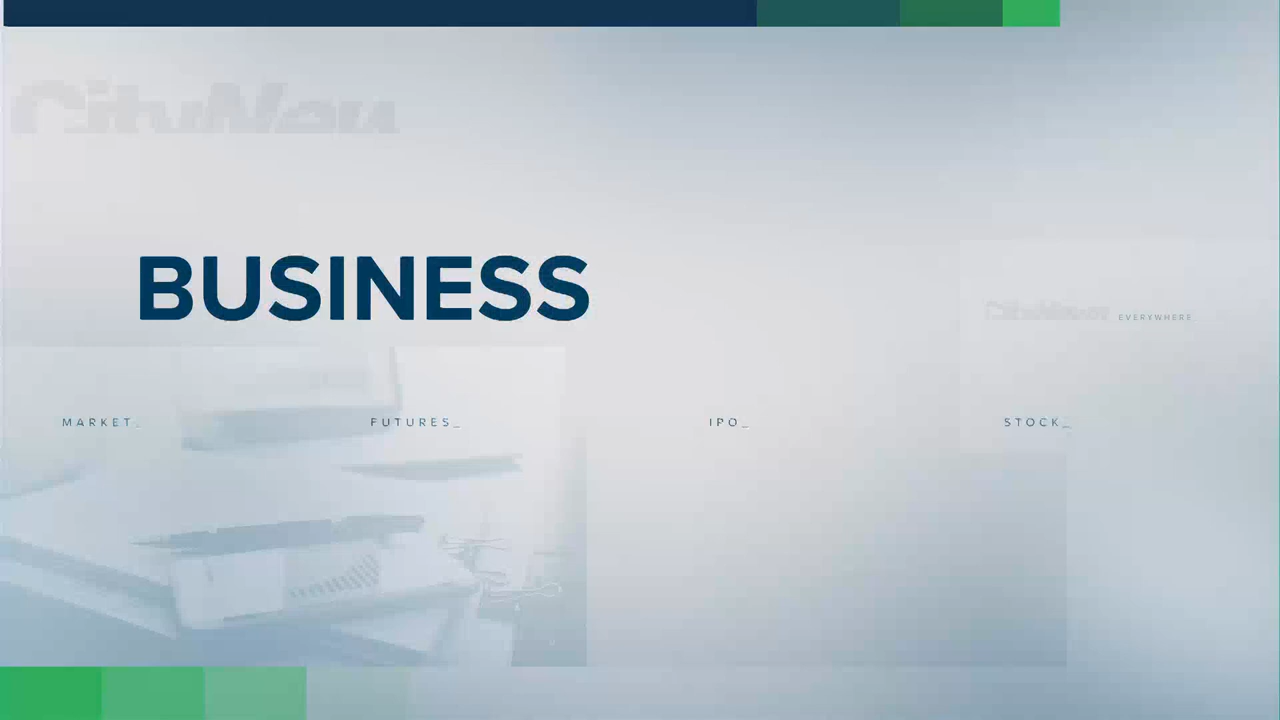 BUSINESS
EVERYWHERE
MARKET_
FUTURES_
IPO_
STOCK_